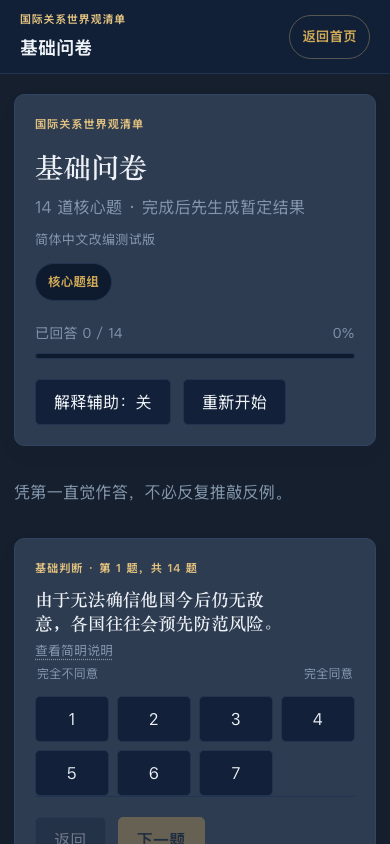 国际关系世界观清单
基础问卷
返回首页
国际关系世界观清单
基础问卷
14 道核心题 · 完成后先生成暂定结果
简体中文改编测试版
核心题组
已回答 0 / 14
0%
解释辅助：关
重新开始
凭第一直觉作答，不必反复推敲反例。
基础判断 · 第 1 题，共 14 题
由于无法确信他国今后仍无敌
意，各国往往会预先防范风险。
查看简明说明
完全不同意
完全同意
1
2
3
4
5
6
7
返回
下一题